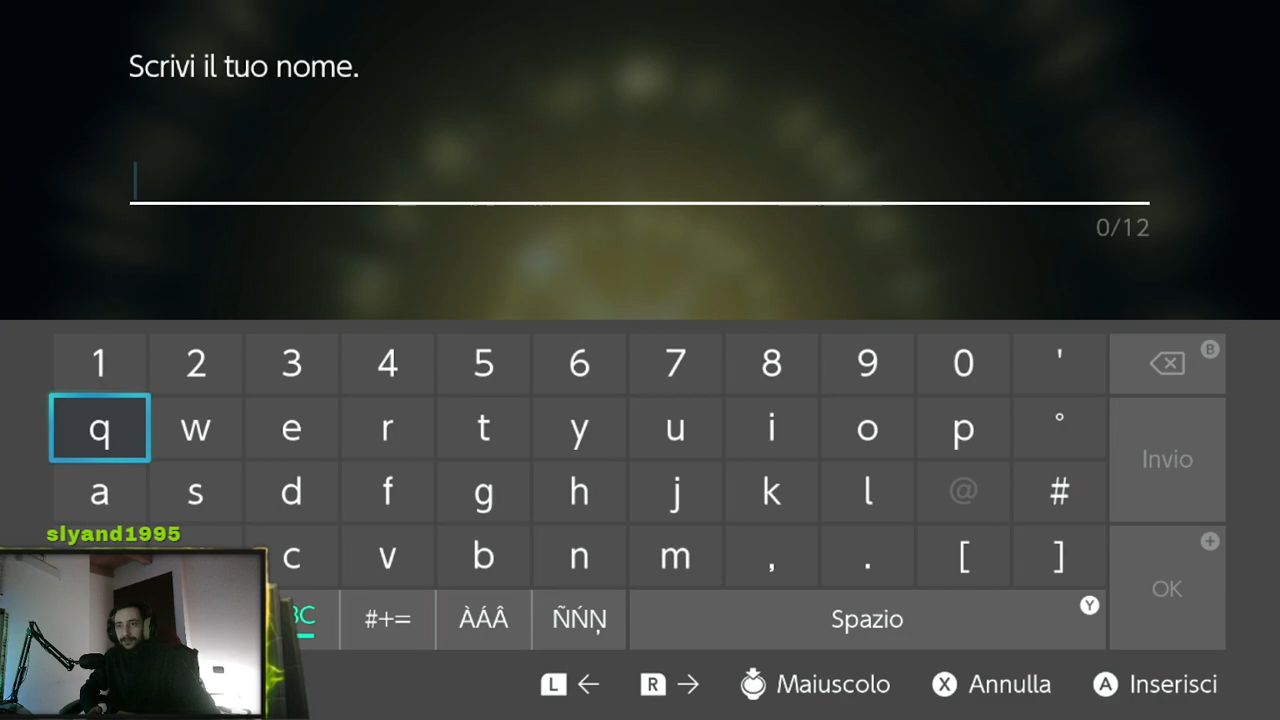 Scrivi il tuo nome.
0/12
1 2 3 4 5 6 7 8 9 0 '
B
q w e r t y u i o p °
Invio
a s d f g h j k l @ #
slyand1995
c v b n m , . [ ]
+
OK
#+= ÀÁÂ ÑŃŅ Spazio Y
L ← R → Maiuscolo X Annulla A Inserisci